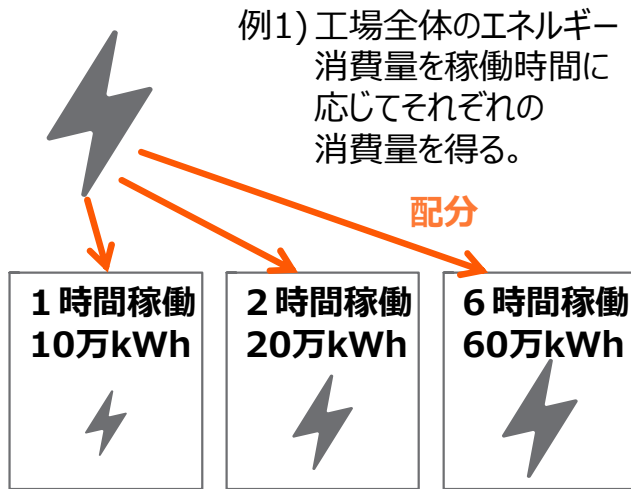 例1) 工場全体のエネルギー
消費量を稼働時間に
応じてそれぞれの
消費量を得る。
配分
1時間稼働
10万kWh
2時間稼働
20万kWh
6時間稼働
60万kWh